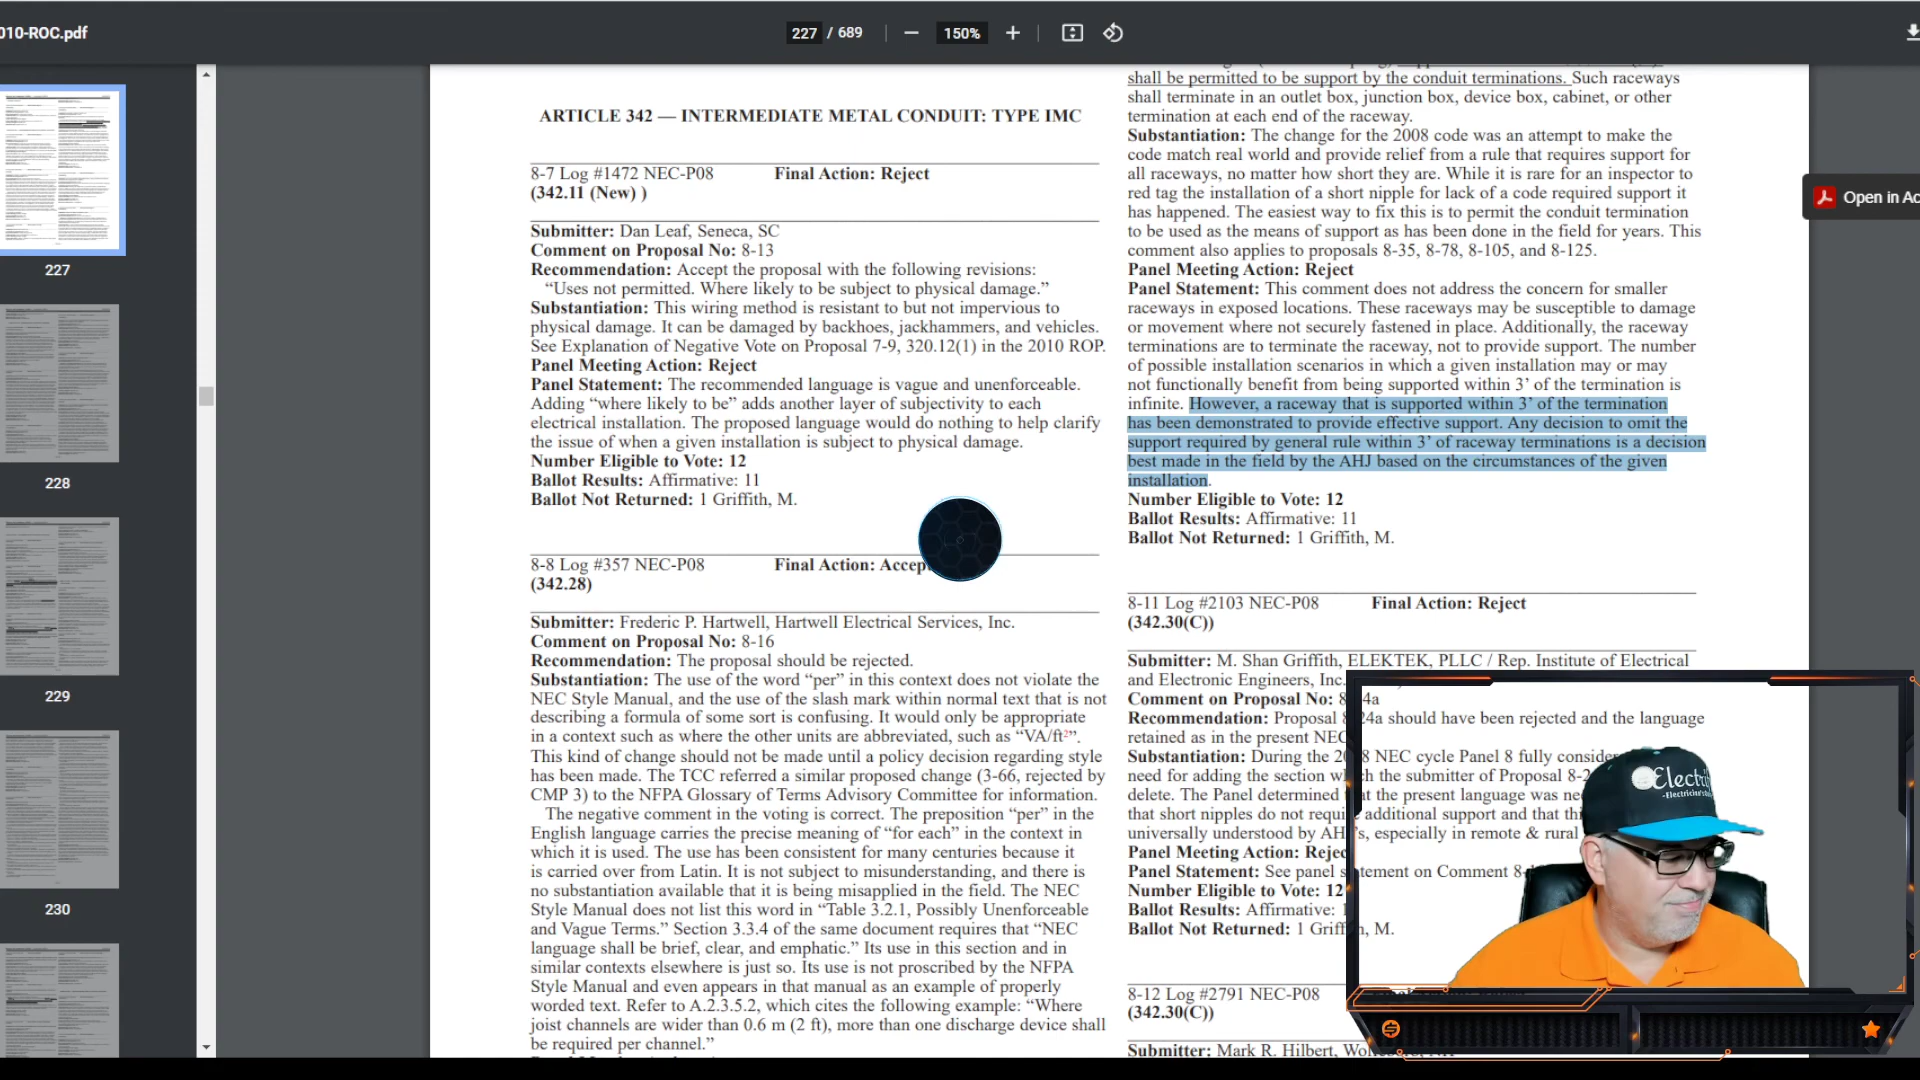 010-ROC.pdf
227 / 689
150%
Open in Ac
227
228
229
230
ARTICLE 342 — INTERMEDIATE METAL CONDUIT: TYPE IMC
8-7 Log #1472 NEC-P08 Final Action: Reject
(342.11 (New) )
Submitter: Dan Leaf, Seneca, SC
Comment on Proposal No: 8-13
Recommendation: Accept the proposal with the following revisions:
“Uses not permitted. Where likely to be subject to physical damage.”
Substantiation: This wiring method is resistant to but not impervious to
physical damage. It can be damaged by backhoes, jackhammers, and vehicles.
See Explanation of Negative Vote on Proposal 7-9, 320.12(1) in the 2010 ROP.
Panel Meeting Action: Reject
Panel Statement: The recommended language is vague and unenforceable.
Adding “where likely to be” adds another layer of subjectivity to each
electrical installation. The proposed language would do nothing to help clarify
the issue of when a given installation is subject to physical damage.
Number Eligible to Vote: 12
Ballot Results: Affirmative: 11
Ballot Not Returned: 1 Griffith, M.
8-8 Log #357 NEC-P08 Final Action: Accep
(342.28)
Submitter: Frederic P. Hartwell, Hartwell Electrical Services, Inc.
Comment on Proposal No: 8-16
Recommendation: The proposal should be rejected.
Substantiation: The use of the word “per” in this context does not violate the
NEC Style Manual, and the use of the slash mark within normal text that is not
describing a formula of some sort is confusing. It would only be appropriate
in a context such as where the other units are abbreviated, such as “VA/ft²”.
This kind of change should not be made until a policy decision regarding style
has been made. The TCC referred a similar proposed change (3-66, rejected by
CMP 3) to the NFPA Glossary of Terms Advisory Committee for information.
The negative comment in the voting is correct. The preposition “per” in the
English language carries the precise meaning of “for each” in the context in
which it is used. The use has been consistent for many centuries because it
is carried over from Latin. It is not subject to misunderstanding, and there is
no substantiation available that it is being misapplied in the field. The NEC
Style Manual does not list this word in “Table 3.2.1, Possibly Unenforceable
and Vague Terms.” Section 3.3.4 of the same document requires that “NEC
language shall be brief, clear, and emphatic.” Its use in this section and in
similar contexts elsewhere is just so. Its use is not proscribed by the NFPA
Style Manual and even appears in that manual as an example of properly
worded text. Refer to A.2.3.5.2, which cites the following example: “Where
joist channels are wider than 0.6 m (2 ft), more than one discharge device shall
be required per channel.”
shall be permitted to be support by the conduit terminations. Such raceways
shall terminate in an outlet box, junction box, device box, cabinet, or other
termination at each end of the raceway.
Substantiation: The change for the 2008 code was an attempt to make the
code match real world and provide relief from a rule that requires support for
all raceways, no matter how short they are. While it is rare for an inspector to
red tag the installation of a short nipple for lack of a code required support it
has happened. The easiest way to fix this is to permit the conduit termination
to be used as the means of support as has been done in the field for years. This
comment also applies to proposals 8-35, 8-78, 8-105, and 8-125.
Panel Meeting Action: Reject
Panel Statement: This comment does not address the concern for smaller
raceways in exposed locations. These raceways may be susceptible to damage
or movement where not securely fastened in place. Additionally, the raceway
terminations are to terminate the raceway, not to provide support. The number
of possible installation scenarios in which a given installation may or may
not functionally benefit from being supported within 3’ of the termination is
infinite. However, a raceway that is supported within 3’ of the termination
has been demonstrated to provide effective support. Any decision to omit the
support required by general rule within 3’ of raceway terminations is a decision
best made in the field by the AHJ based on the circumstances of the given
installation.
Number Eligible to Vote: 12
Ballot Results: Affirmative: 11
Ballot Not Returned: 1 Griffith, M.
8-11 Log #2103 NEC-P08 Final Action: Reject
(342.30(C))
Submitter: M. Shan Griffith, ELEKTEK, PLLC / Rep. Institute of Electrical
and Electronic Engineers, Inc.
Comment on Proposal No: 8 4a
Recommendation: Proposal 8 24a should have been rejected and the language
retained as in the present NEC
Substantiation: During the 20 8 NEC cycle Panel 8 fully consider
need for adding the section wh h the submitter of Proposal 8-2
delete. The Panel determined at the present language was ne
that short nipples do not requi additional support and that thi
universally understood by AH ’s, especially in remote & rural
Panel Meeting Action: Rejec
Panel Statement: See panel s tement on Comment 8-
Number Eligible to Vote: 12
Ballot Results: Affirmative: 1
Ballot Not Returned: 1 Griff h, M.
8-12 Log #2791 NEC-P08
(342.30(C))
Submitter: Mark R. Hilbert,
Electri
-Electrician